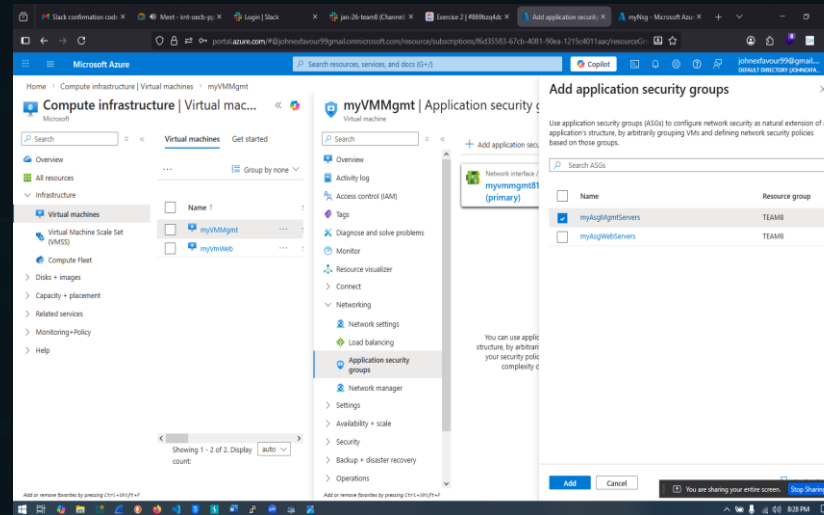 Slack confirmation code
Meet - knt-oecb-pp
Login | Slack
jan-26-team8 (Channel)
Exercise 2 | #889bzq4dc
Add application security
myNsg - Microsoft Azu
portal.azure.com/#@johnexfavour99gmail.onmicrosoft.com/resource/subscriptions/f6d35583-67cb-4081-90ea-1215c4011aac/resourceGr
Microsoft Azure
Search resources, services, and docs (G+/)
Copilot
johnexfavour99@gmail...
DEFAULT DIRECTORY (JOHNEXFA...
Home > Compute infrastructure | Virtual machines > myVMMgmt
Compute infrastructure | Virtual mac...
Microsoft
Search
Overview
All resources
Infrastructure
Virtual machines
Virtual Machine Scale Set
(VMSS)
Compute Fleet
Disks + images
Capacity + placement
Related services
Monitoring+Policy
Help
Add or remove favorites by pressing Ctrl+Shift+F
Virtual machines Get started
Group by none
Name ↑
myVMMgmt
myVmWeb
Showing 1 - 2 of 2. Display auto
count:
myVMMgmt | Application security g
Virtual machine
Search
Overview
Activity log
Access control (IAM)
Tags
Diagnose and solve problems
Monitor
Resource visualizer
Connect
Networking
Network settings
Load balancing
Application security
groups
Network manager
Settings
Availability + scale
Security
Backup + disaster recovery
Operations
Add or remove favorites by pressing Ctrl+Shift+F
+ Add application secu
Network interface /
myvmmgmt81
(primary)
You can use applic
structure, by arbitrari
your security polic
complexity o
Add application security groups
Use application security groups (ASGs) to configure network security as natural extension of a
application's structure, by arbitrarily grouping VMs and defining network security policies
based on those groups.
Search ASGs
Name Resource group
myAsgMgmtServers TEAM8
myAsgWebServers TEAM8
Add Cancel
You are sharing your entire screen. Stop Sharing
8:28 PM